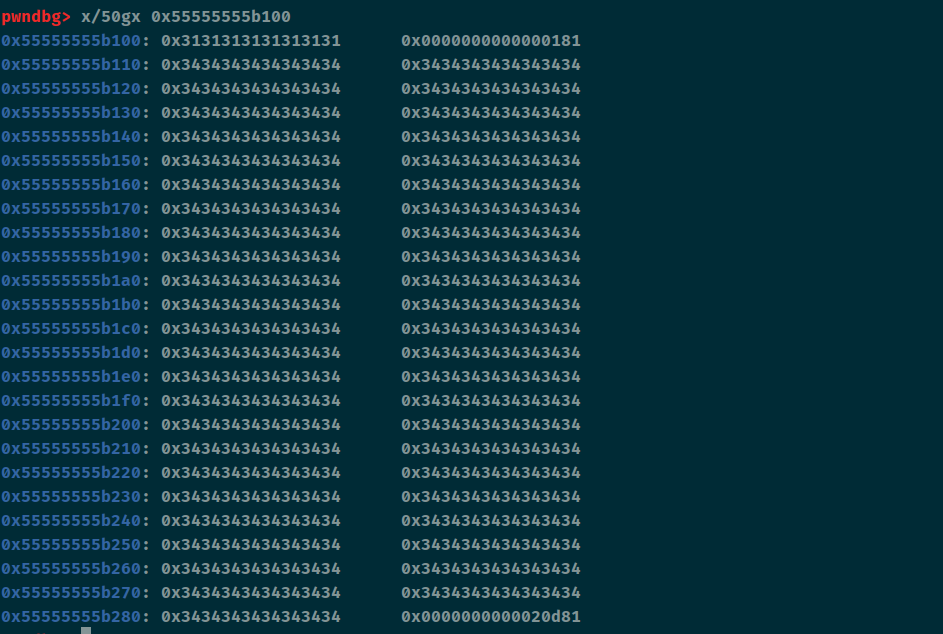 pwndbg> x/50gx 0x55555555b100
0x55555555b100: 0x3131313131313131 0x0000000000000181
0x55555555b110: 0x3434343434343434 0x3434343434343434
0x55555555b120: 0x3434343434343434 0x3434343434343434
0x55555555b130: 0x3434343434343434 0x3434343434343434
0x55555555b140: 0x3434343434343434 0x3434343434343434
0x55555555b150: 0x3434343434343434 0x3434343434343434
0x55555555b160: 0x3434343434343434 0x3434343434343434
0x55555555b170: 0x3434343434343434 0x3434343434343434
0x55555555b180: 0x3434343434343434 0x3434343434343434
0x55555555b190: 0x3434343434343434 0x3434343434343434
0x55555555b1a0: 0x3434343434343434 0x3434343434343434
0x55555555b1b0: 0x3434343434343434 0x3434343434343434
0x55555555b1c0: 0x3434343434343434 0x3434343434343434
0x55555555b1d0: 0x3434343434343434 0x3434343434343434
0x55555555b1e0: 0x3434343434343434 0x3434343434343434
0x55555555b1f0: 0x3434343434343434 0x3434343434343434
0x55555555b200: 0x3434343434343434 0x3434343434343434
0x55555555b210: 0x3434343434343434 0x3434343434343434
0x55555555b220: 0x3434343434343434 0x3434343434343434
0x55555555b230: 0x3434343434343434 0x3434343434343434
0x55555555b240: 0x3434343434343434 0x3434343434343434
0x55555555b250: 0x3434343434343434 0x3434343434343434
0x55555555b260: 0x3434343434343434 0x3434343434343434
0x55555555b270: 0x3434343434343434 0x3434343434343434
0x55555555b280: 0x3434343434343434 0x0000000000020d81